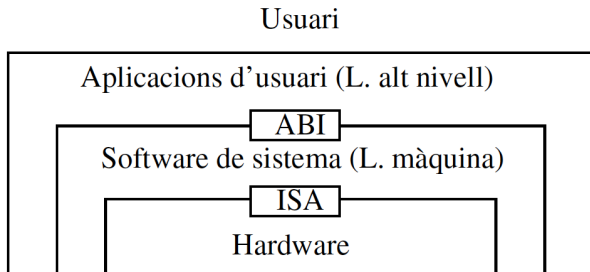 Usuari
Aplicacions d’usuari (L. alt nivell)
ABI
Software de sistema (L. màquina)
ISA
Hardware